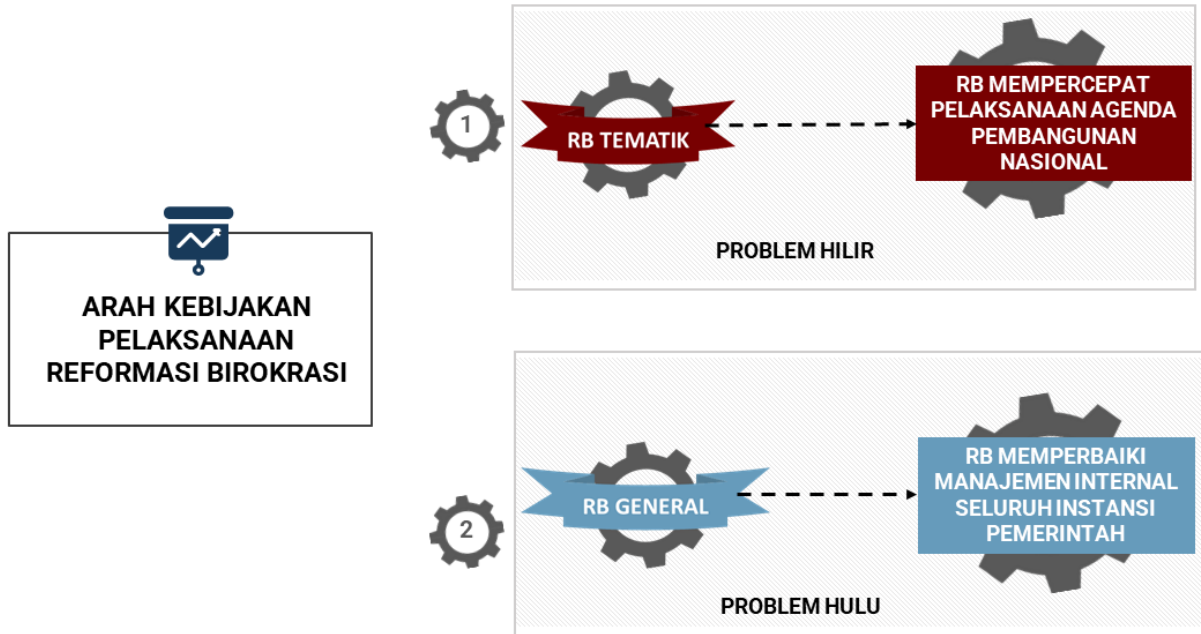 ARAH KEBIJAKAN
PELAKSANAAN
REFORMASI BIROKRASI
1
RB TEMATIK
RB MEMPERCEPAT
PELAKSANAAN AGENDA
PEMBANGUNAN
NASIONAL
PROBLEM HILIR
2
RB GENERAL
RB MEMPERBAIKI
MANAJEMEN INTERNAL
SELURUH INSTANSI
PEMERINTAH
PROBLEM HULU